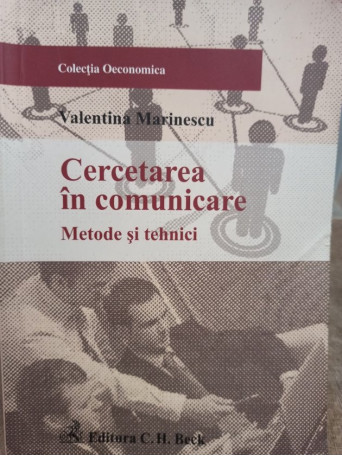 Colecția Oeconomica
Valentina Marinescu
Cercetarea
în comunicare
Metode și tehnici
Editura C. H. Beck